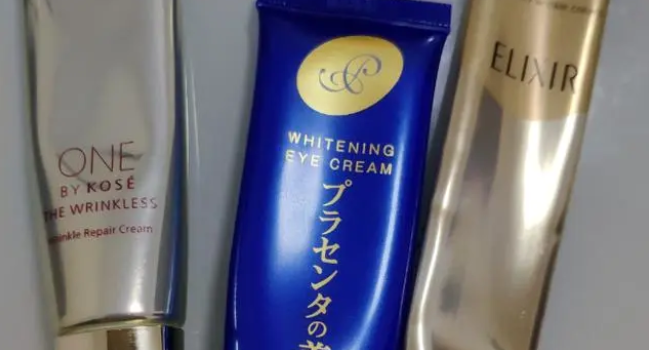 ONE
BY KOSÉ
THE WRINKLESS
Wrinkle Repair Cream
WHITENING
EYE CREAM
プラセンタの
ELIXIR